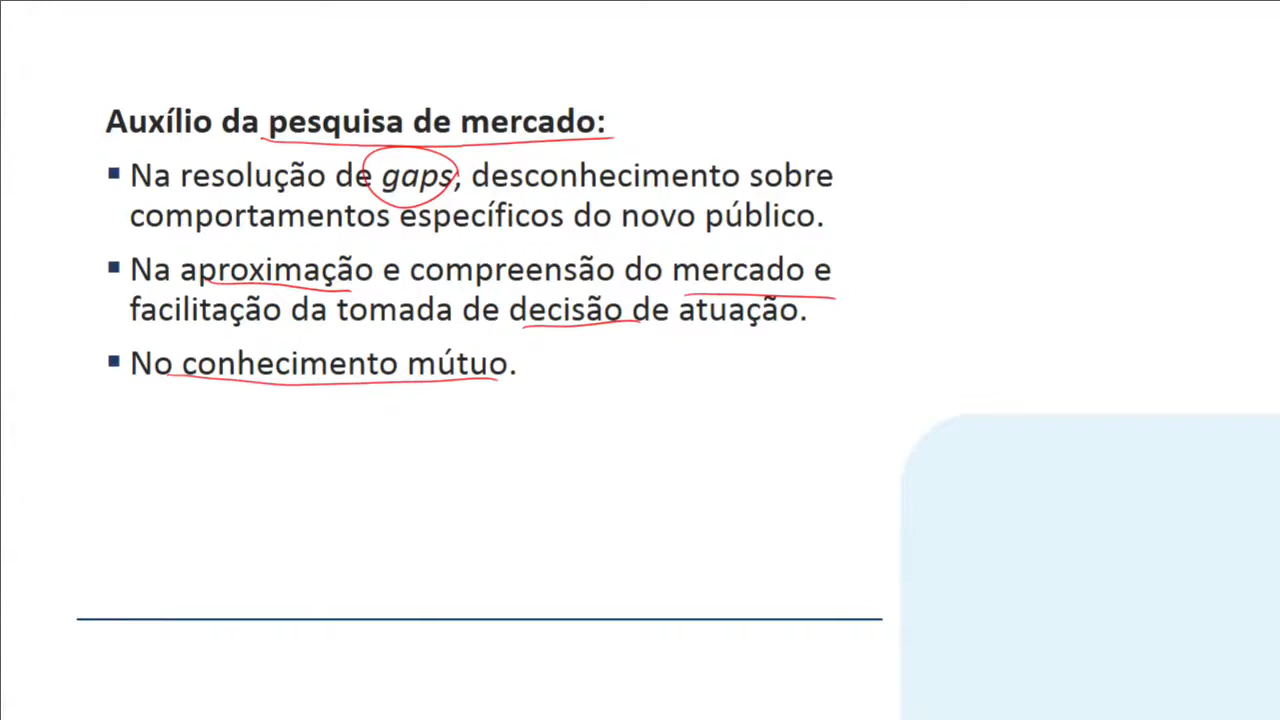 Auxílio da pesquisa de mercado:
▪ Na resolução de gaps, desconhecimento sobre
comportamentos específicos do novo público.
▪ Na aproximação e compreensão do mercado e
facilitação da tomada de decisão de atuação.
▪ No conhecimento mútuo.